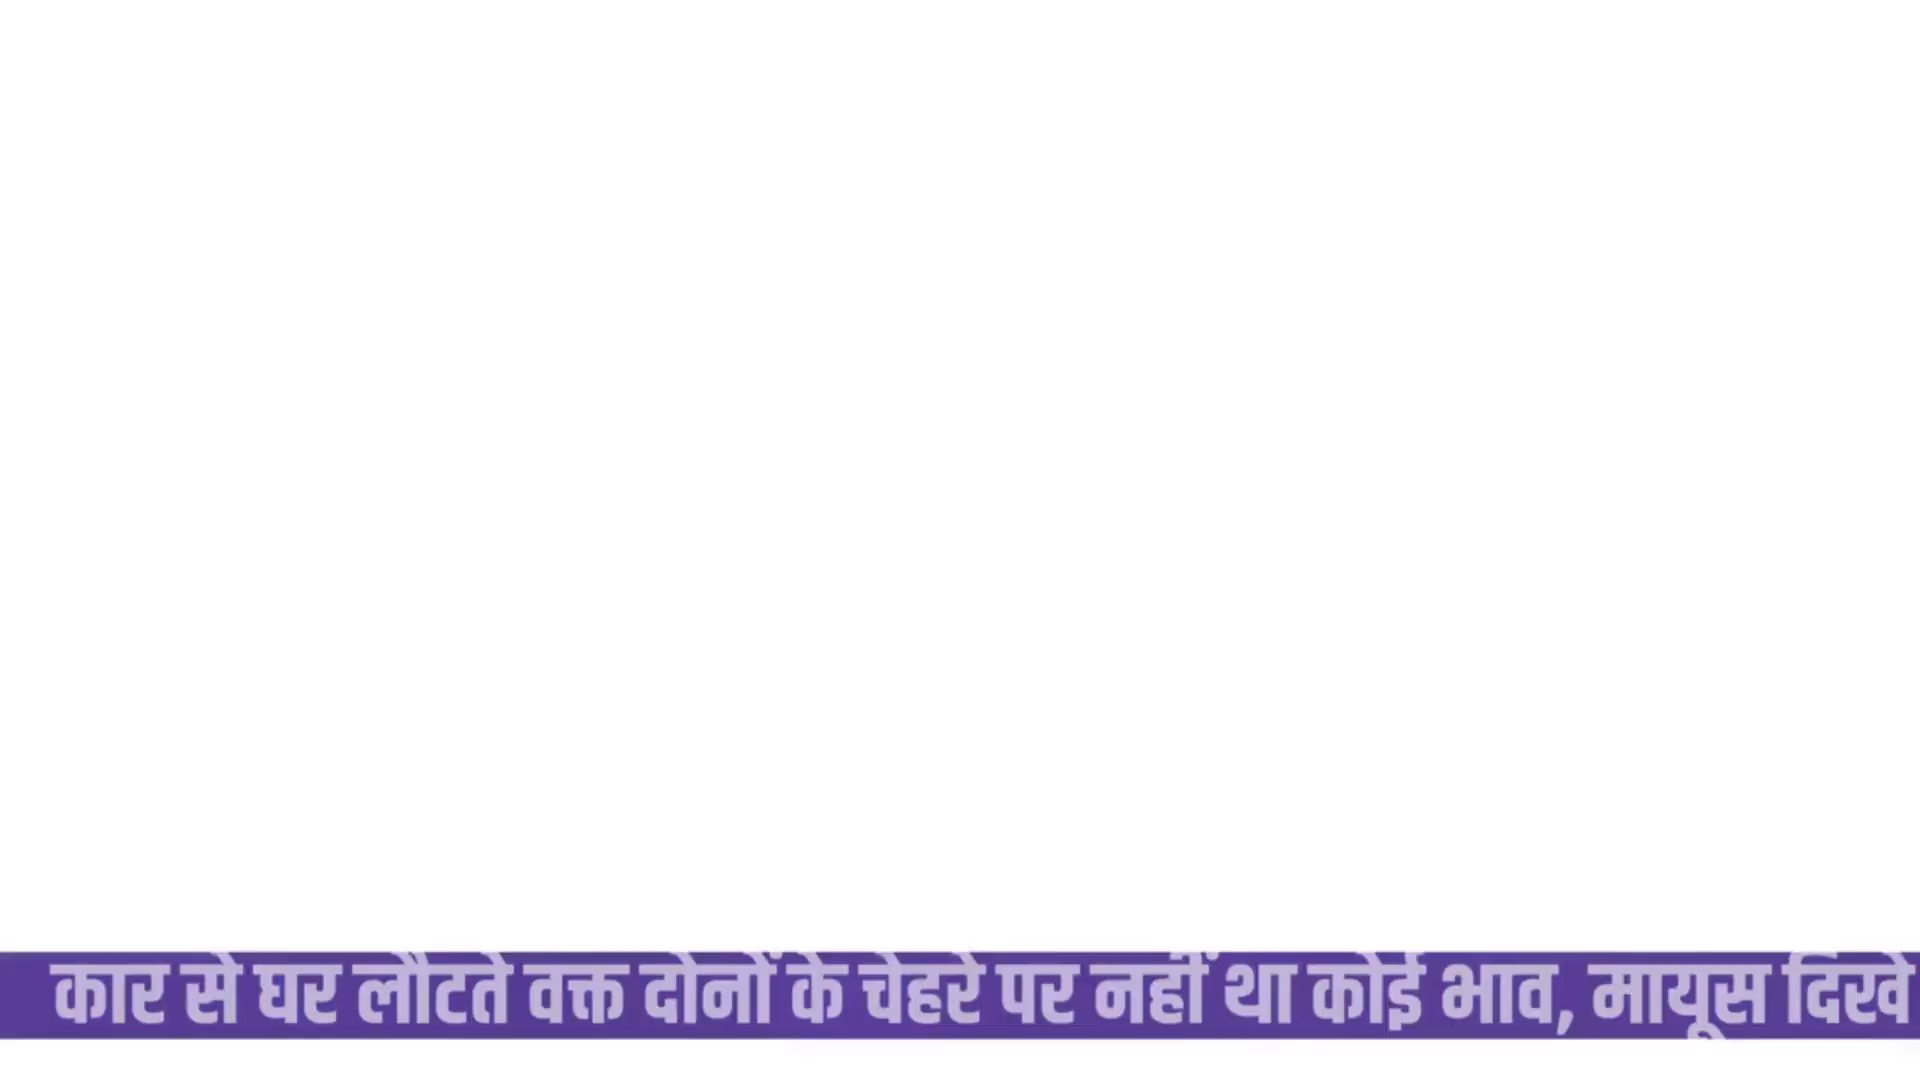 कार से घर लौटते वक्त दोनों के चेहरे पर नहीं था कोई भाव, मायूस दिखे